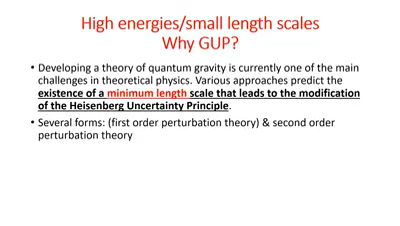 High energies/small length scales
Why GUP?
• Developing a theory of quantum gravity is currently one of the main
challenges in theoretical physics. Various approaches predict the
existence of a minimum length scale that leads to the modification
of the Heisenberg Uncertainty Principle.
• Several forms: (first order perturbation theory) & second order
perturbation theory